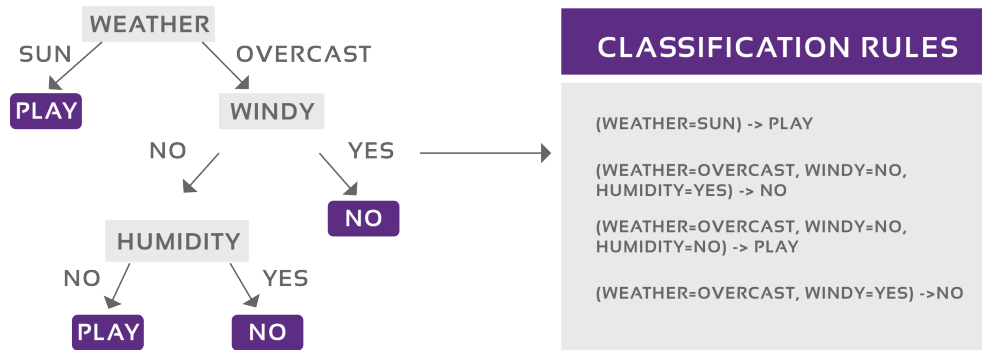 WEATHER
SUN
OVERCAST
PLAY
WINDY
NO
YES
NO
HUMIDITY
NO
YES
PLAY
NO
CLASSIFICATION RULES
(WEATHER=SUN) -> PLAY
(WEATHER=OVERCAST, WINDY=NO,
HUMIDITY=YES) -> NO
(WEATHER=OVERCAST, WINDY=NO,
HUMIDITY=NO) -> PLAY
(WEATHER=OVERCAST, WINDY=YES) ->NO